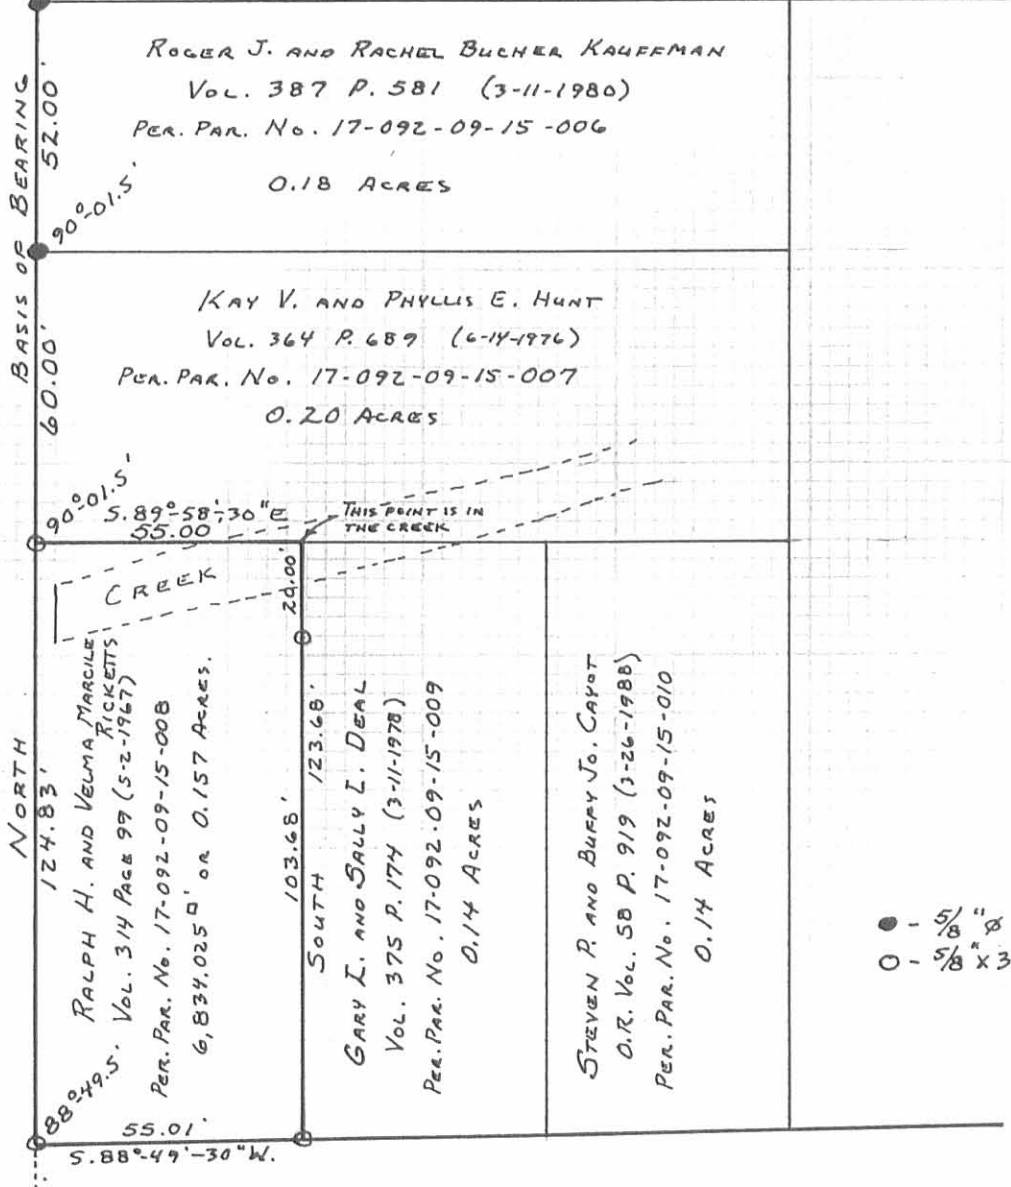 ROGER J. AND RACHEL BUCHER KAUFFMAN
VOL. 387 P. 581 (3-11-1980)
PER. PAR. NO. 17-092-09-15-006
0.18 ACRES
BASIS OF BEARING
52.00'
90°-01.5'
KAY V. AND PHYLLIS E. HUNT
VOL. 364 P. 689 (6-14-1976)
PER. PAR. NO. 17-092-09-15-007
0.20 ACRES
60.00'
90°-01.5'
S.89°-58'-30"E
55.00
THIS POINT IS IN
THE CREEK
CREEK
20.00'
NORTH
124.83'
RALPH H. AND VELMA MARCILE
RICKETTS
VOL. 314 PAGE 99 (5-2-1967)
PER. PAR. NO. 17-092-09-15-008
6,834.025 □' OR 0.157 ACRES.
103.68'
SOUTH 123.68'
GARY L. AND SALLY L. DEAL
VOL. 375 P. 174 (3-11-1978)
PER. PAR. NO. 17-092-09-15-009
0.14 ACRES
STEVEN P. AND BUFFY JO. CAYOT
O.R. VOL. 58 P. 919 (3-26-1988)
PER. PAR. NO. 17-092-09-15-010
0.14 ACRES
● - 5/8"ø
○ - 5/8"x3
88°-49.5'
55.01'
S.88°-49'-30"W.